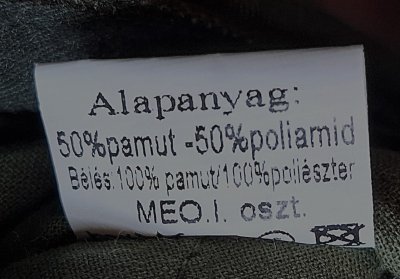 Alapanyag:
50%pamut -50%poliamid
Bélés:100% pamut/100%poliészter
MEO.I. oszt.